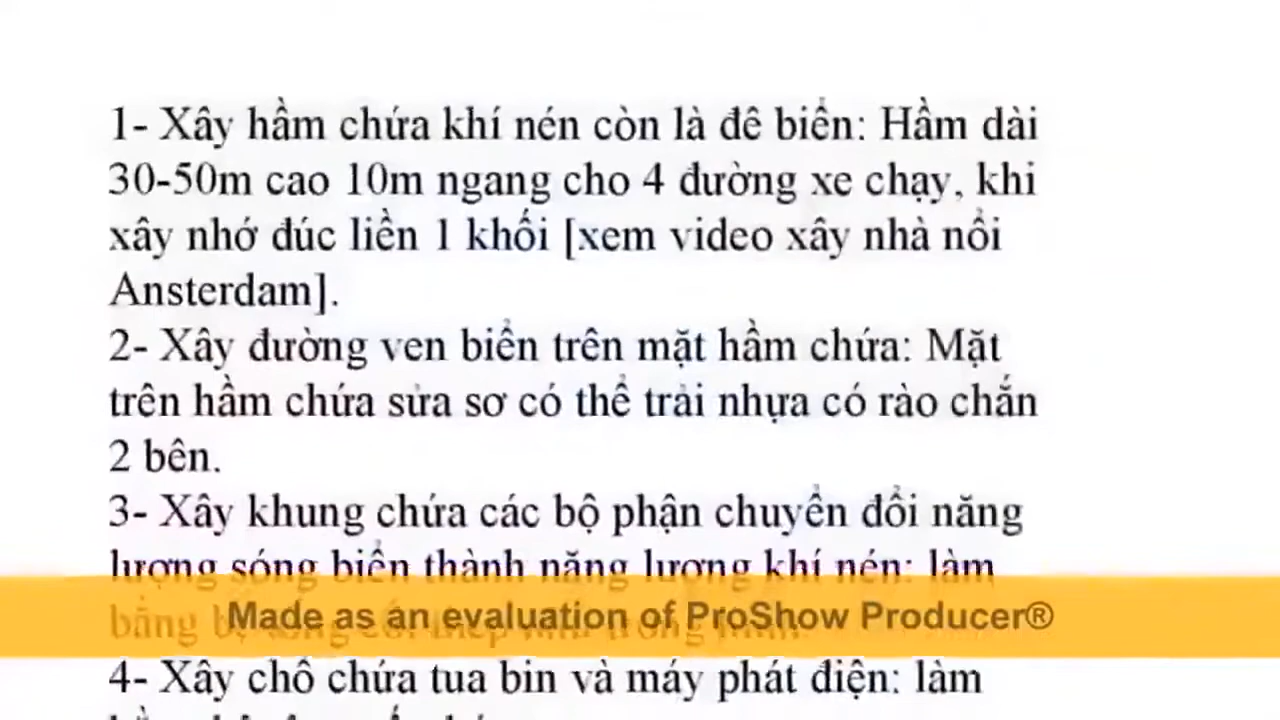 1- Xây hầm chứa khí nén còn là đê biển: Hầm dài
30-50m cao 10m ngang cho 4 đường xe chạy, khi
xây nhớ đúc liền 1 khối [xem video xây nhà nổi
Ansterdam].
2- Xây đường ven biển trên mặt hầm chứa: Mặt
trên hầm chứa sửa sơ có thể trải nhựa có rào chắn
2 bên.
3- Xây khung chứa các bộ phận chuyển đổi năng
lượng sóng biển thành năng lượng khí nén: làm
bằng
Made as an evaluation of ProShow Producer®
4- Xây chỗ chứa tua bin và máy phát điện: làm